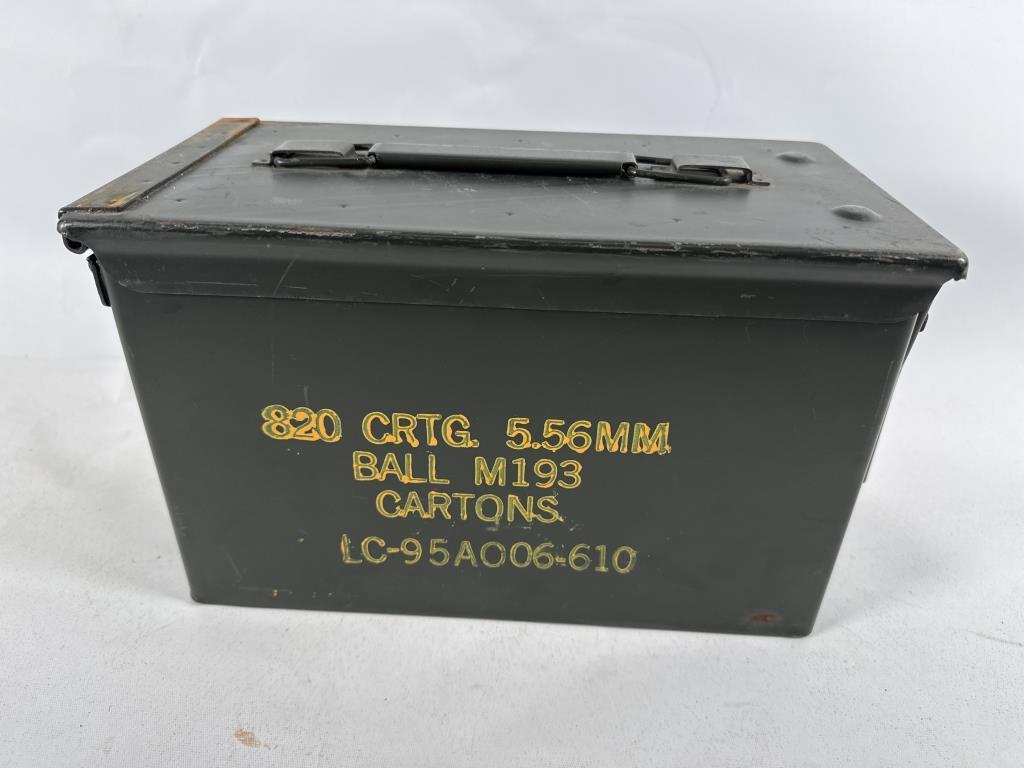 820 CRTG. 5.56MM
BALL M193
CARTONS
LC-95A006-610